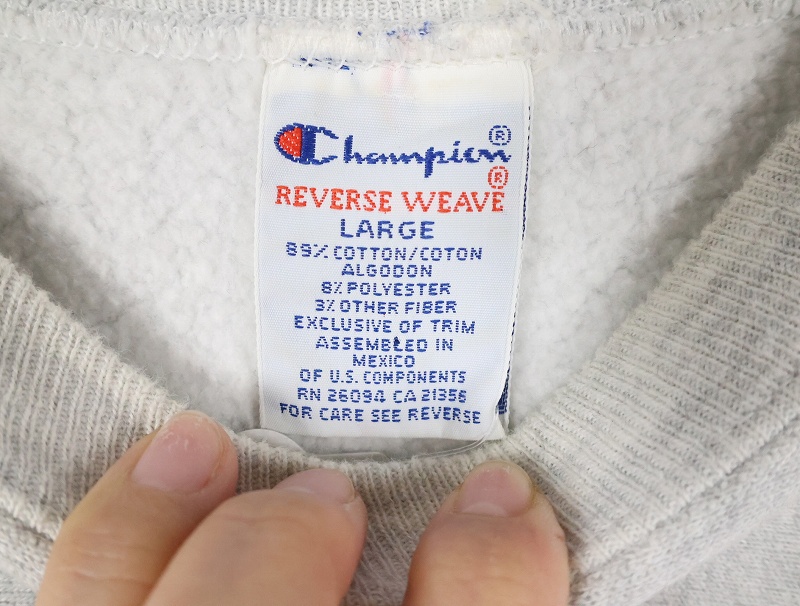 Champion®
REVERSE WEAVE®
LARGE
89% COTTON/COTON
ALGODON
8% POLYESTER
3% OTHER FIBER
EXCLUSIVE OF TRIM
ASSEMBLED IN
MEXICO
OF U.S. COMPONENTS
RN 26094 CA 21356
FOR CARE SEE REVERSE